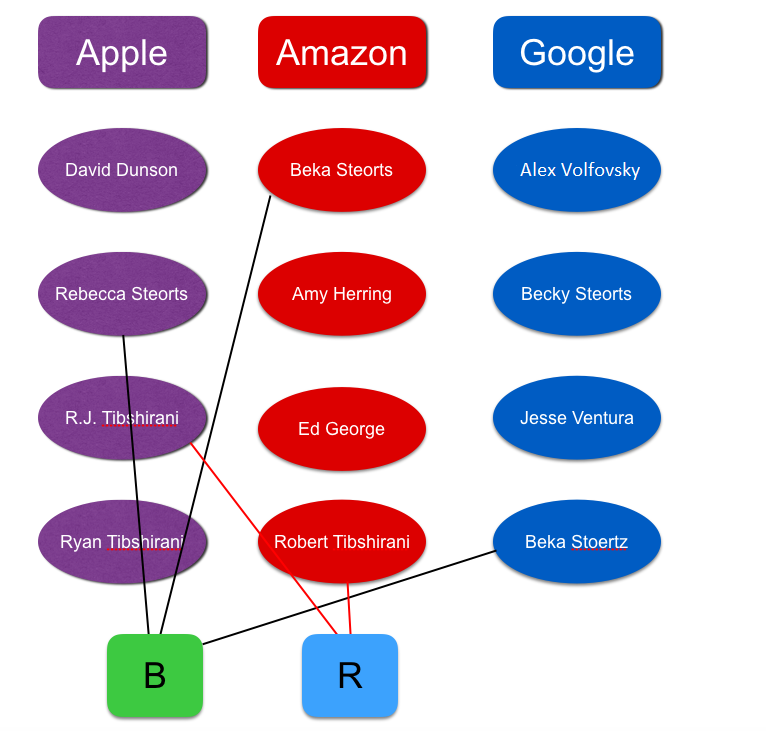 Apple
Amazon
Google
David Dunson
Beka Steorts
Alex Volfovsky
Rebecca Steorts
Amy Herring
Becky Steorts
R.J. Tibshirani
Ed George
Jesse Ventura
Ryan Tibshirani
Robert Tibshirani
Beka Stoertz
B
R